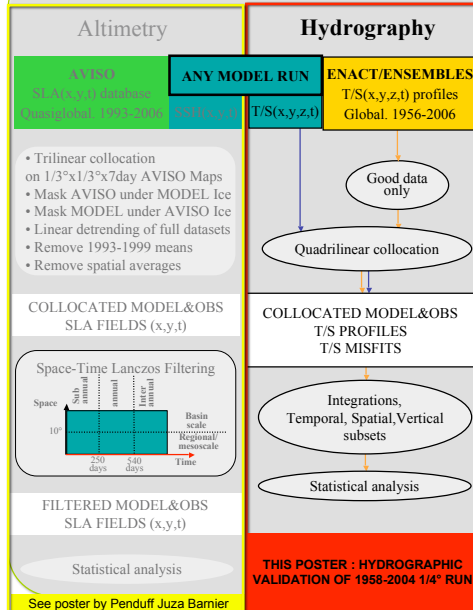 Altimetry
AVISO
SLA(x,y,t) database
Quasiglobal. 1993-2006
ANY MODEL RUN
SSH(x,y,t)
T/S(x,y,z,t)
• Trilinear collocation
on 1/3°x1/3°x7day AVISO Maps
• Mask AVISO under MODEL Ice
• Mask MODEL under AVISO Ice
• Linear detrending of full datasets
• Remove 1993-1999 means
• Remove spatial averages
COLLOCATED MODEL&OBS
SLA FIELDS (x,y,t)
Space-Time Lanczos Filtering
Sub annual
annual
Inter annual
Space
10°
Basin scale
Regional/ mesoscale
250 days
540 days
Time
FILTERED MODEL&OBS
SLA FIELDS (x,y,t)
Statistical analysis
See poster by Penduff Juza Barnier
Hydrography
ENACT/ENSEMBLES
T/S(x,y,z,t) profiles
Global. 1956-2006
Good data
only
Quadrilinear collocation
COLLOCATED MODEL&OBS
T/S PROFILES
T/S MISFITS
Integrations,
Temporal, Spatial,Vertical
subsets
Statistical analysis
THIS POSTER : HYDROGRAPHIC
VALIDATION OF 1958-2004 1/4° RUN